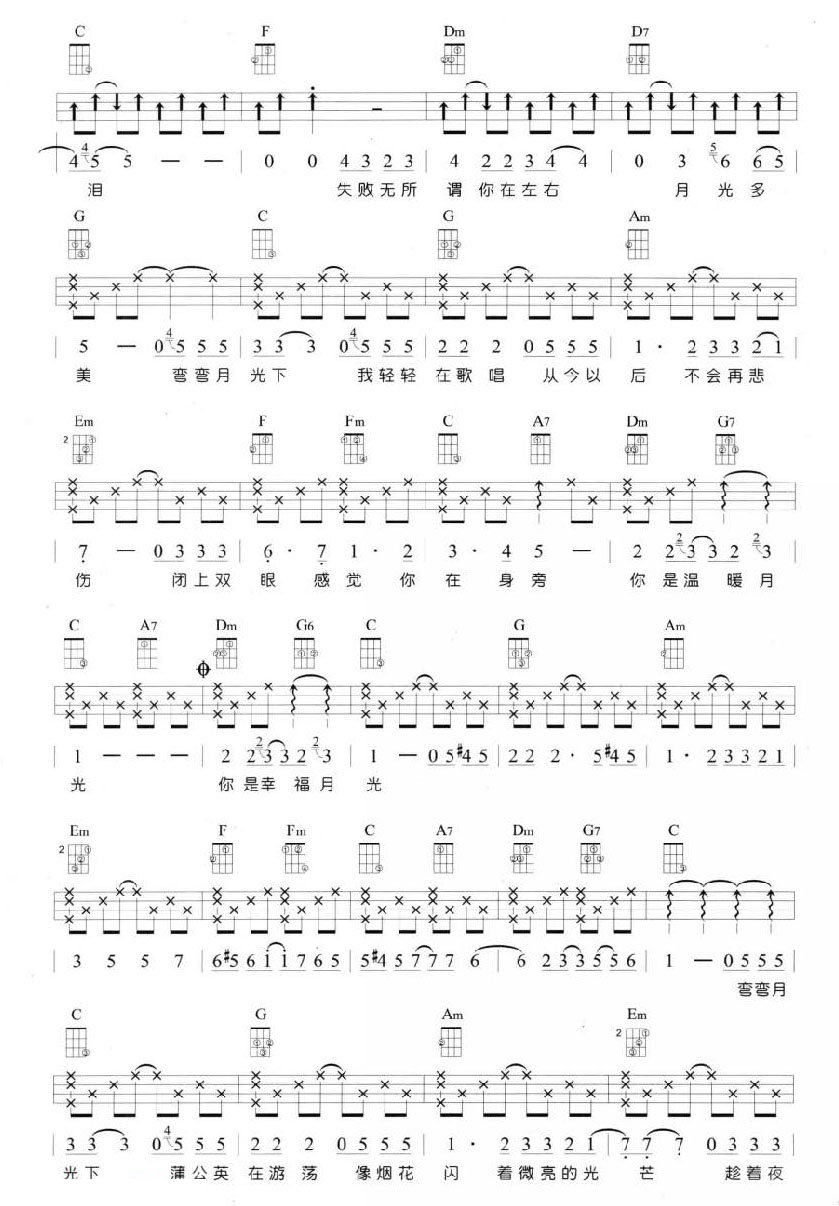 C F Dm D7
4 4 5 5 — — | 0 0 4 3 2 3 | 4 2 2 3 4 4 | 0 3 5 6 6 5
泪 失败无所 谓 你在左右 月 光 多
G C G Am
5 — 0 4 5 5 5 | 3 3 3 0 4 5 5 5 | 2 2 2 0 5 5 5 | 1 · 2 3 3 2 1
美 弯弯月 光下 我轻轻 在歌唱 从今以 后 不会再悲
Em F Fm C A7 Dm G7
2
7 — 0 3 3 3 | 6 · 7 1 · 2 | 3 · 4 5 — | 2 2 2 3 3 2 2 3
伤 闭上双 眼 感觉 你 在 身 旁 你 是温 暖 月
C A7 Dm G6 C G Am
1 — — — | 2 2 2 3 3 2 2 3 | 1 — 0 5 #4 5 | 2 2 2 · 5 #4 5 | 1 · 2 3 3 2 1
光 你是幸 福月 光
Em F Fm C A7 Dm G7 C
2
3 5 5 7 | 6 #5 6 1 1 7 6 5 | 5 #4 5 7 7 7 6 | 6 2 3 3 5 5 6 | 1 — 0 5 5 5
弯弯月
C G Am Em
2
3 3 3 0 4 5 5 5 | 2 2 2 0 5 5 5 | 1 · 2 3 3 2 1 | 7 7 7 0 3 3 3
光下 蒲公英 在游荡 像烟花 闪 着微亮的光 芒 趁着夜